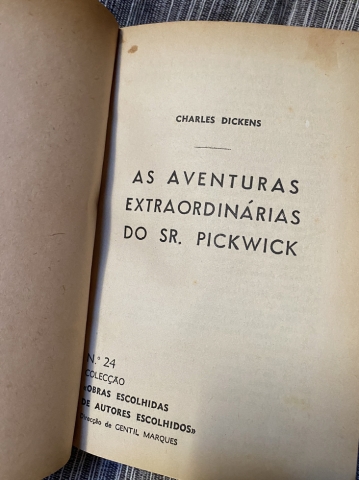 CHARLES DICKENS
AS AVENTURAS
EXTRAORDINÁRIAS
DO SR. PICKWICK
N.° 24
COLECÇÃO
«OBRAS ESCOLHIDAS
DE AUTORES ESCOLHIDOS»
Direcção de GENTIL MARQUES